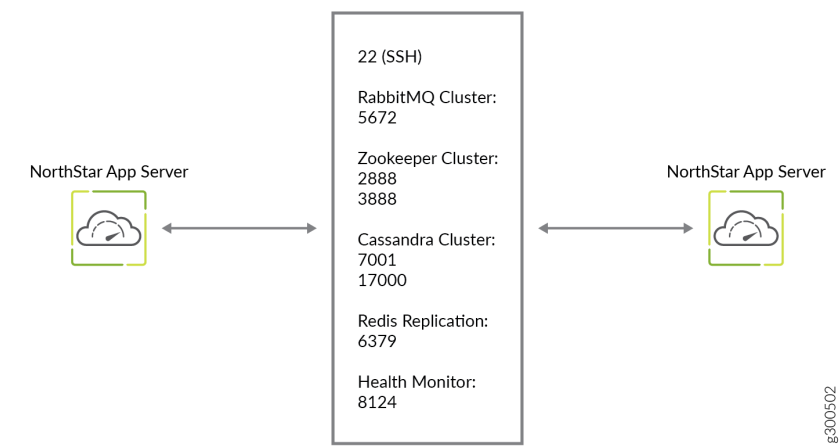 22 (SSH)
RabbitMQ Cluster:
5672
Zookeeper Cluster:
2888
3888
Cassandra Cluster:
7001
17000
Redis Replication:
6379
Health Monitor:
8124
NorthStar App Server
NorthStar App Server
g300502